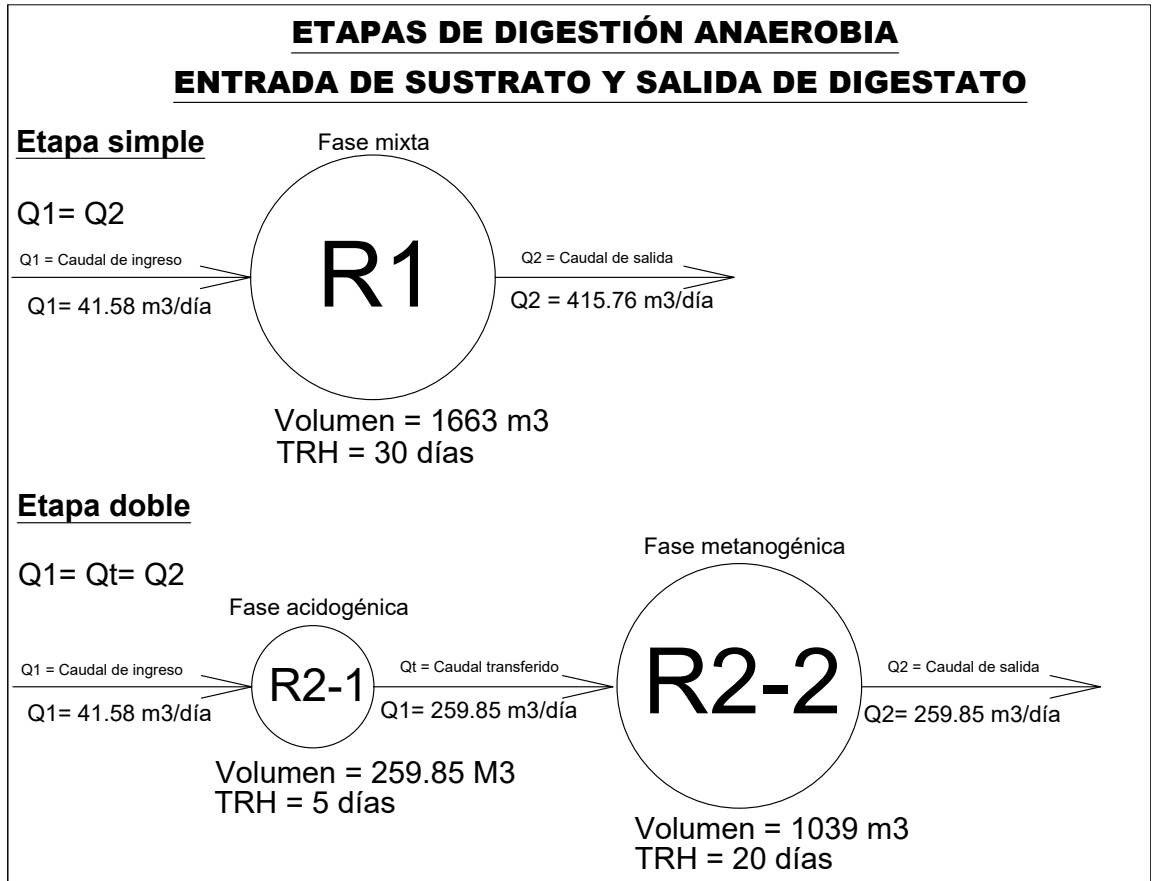 ETAPAS DE DIGESTIÓN ANAEROBIA
ENTRADA DE SUSTRATO Y SALIDA DE DIGESTATO
Etapa simple
Fase mixta
Q1= Q2
Q1 = Caudal de ingreso
Q1= 41.58 m3/día
R1
Q2 = Caudal de salida
Q2 = 415.76 m3/día
Volumen = 1663 m3
TRH = 30 días
Etapa doble
Q1= Qt= Q2
Fase acidogénica
Fase metanogénica
Q1 = Caudal de ingreso
Q1= 41.58 m3/día
R2-1
Qt = Caudal transferido
Q1= 259.85 m3/día
R2-2
Q2 = Caudal de salida
Q2= 259.85 m3/día
Volumen = 259.85 M3
TRH = 5 días
Volumen = 1039 m3
TRH = 20 días